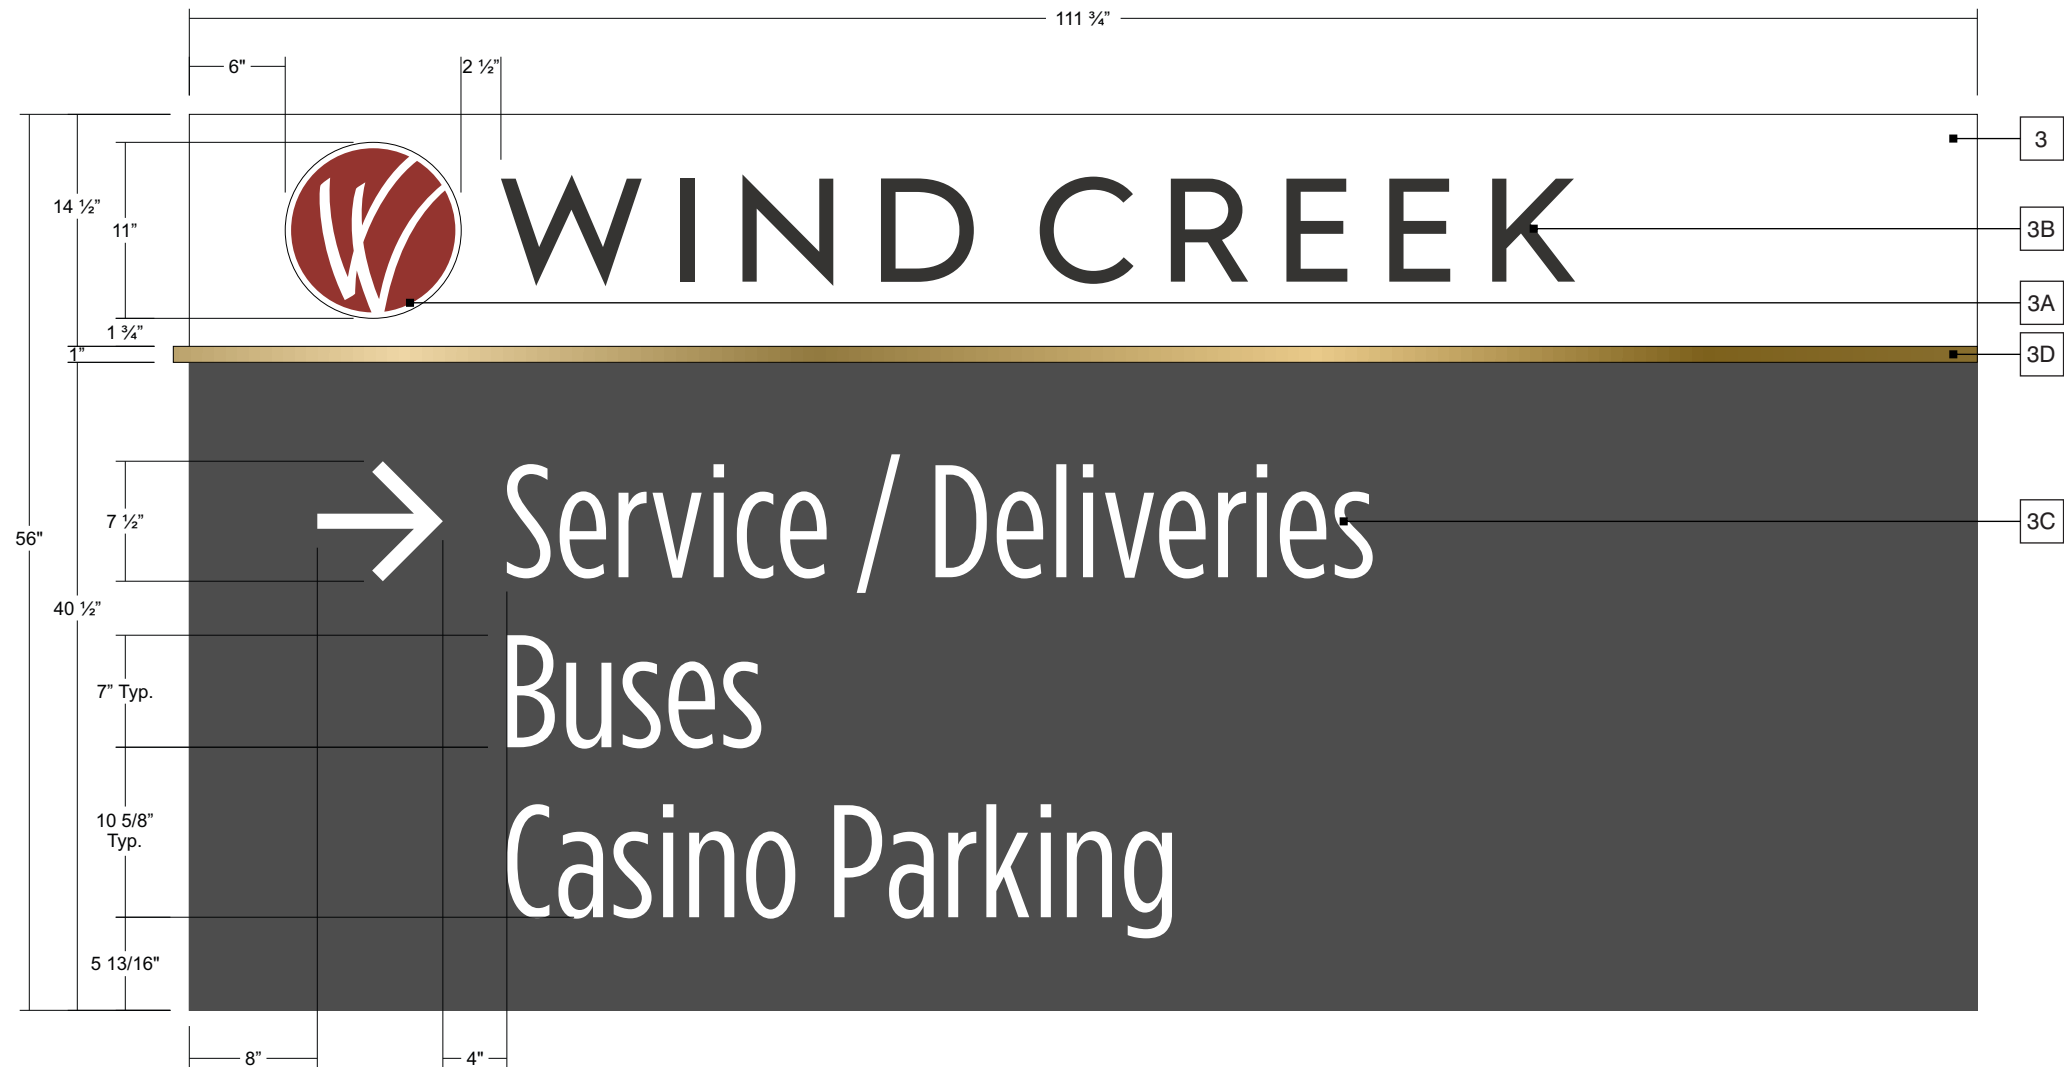 111 ¾”
6"
2 ½”
3
WIND CREEK
3B
14 ½”
11”
3A
1 ¾”
1”
3D
Service / Deliveries
3C
7 ½”
56"
40 ½”
Buses
7” Typ.
Casino Parking
10 5/8”
Typ.
5 13/16"
8”
4"